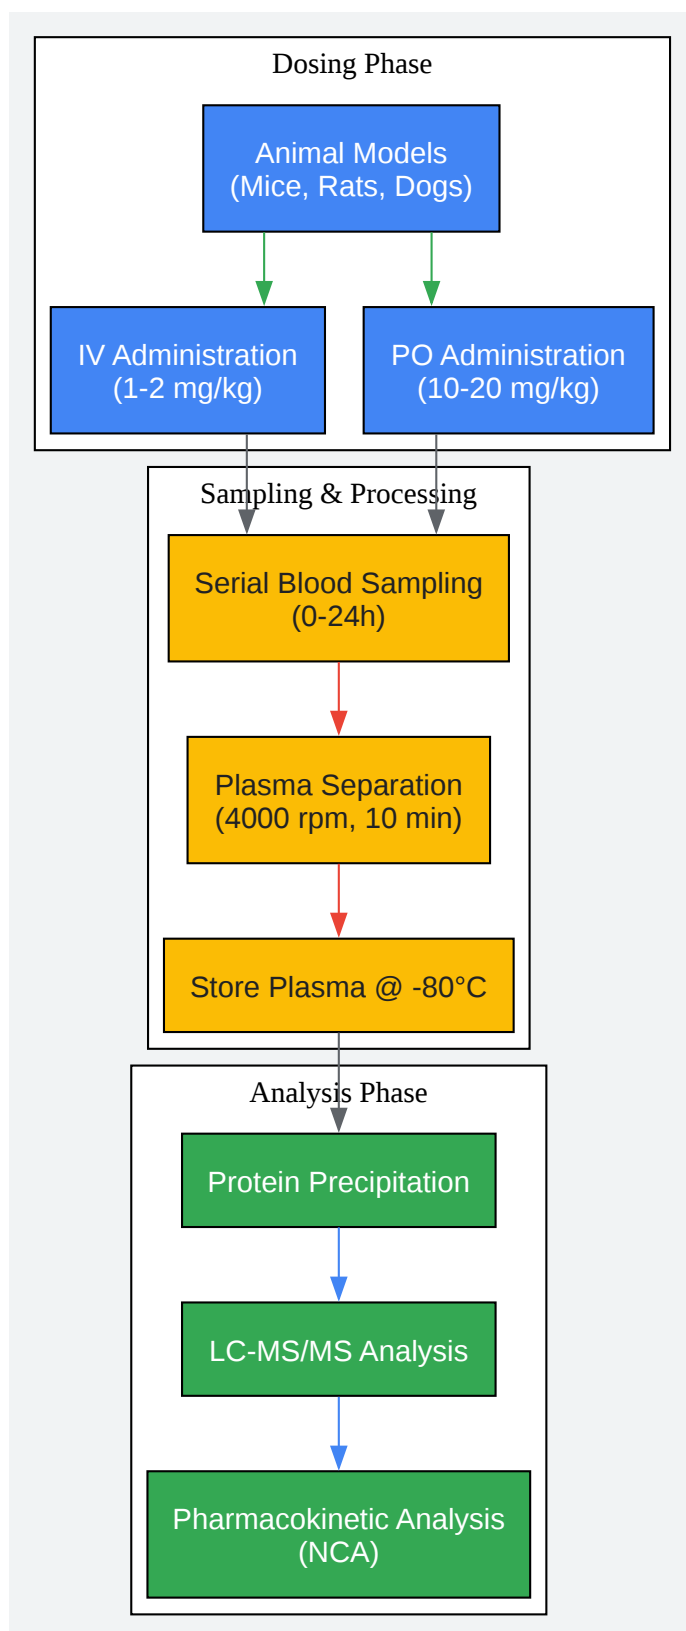 Dosing Phase
Animal Models
(Mice, Rats, Dogs)
IV Administration
(1-2 mg/kg)
PO Administration
(10-20 mg/kg)
Sampling & Processing
Serial Blood Sampling
(0-24h)
Plasma Separation
(4000 rpm, 10 min)
Store Plasma @ -80°C
Analysis Phase
Protein Precipitation
LC-MS/MS Analysis
Pharmacokinetic Analysis
(NCA)